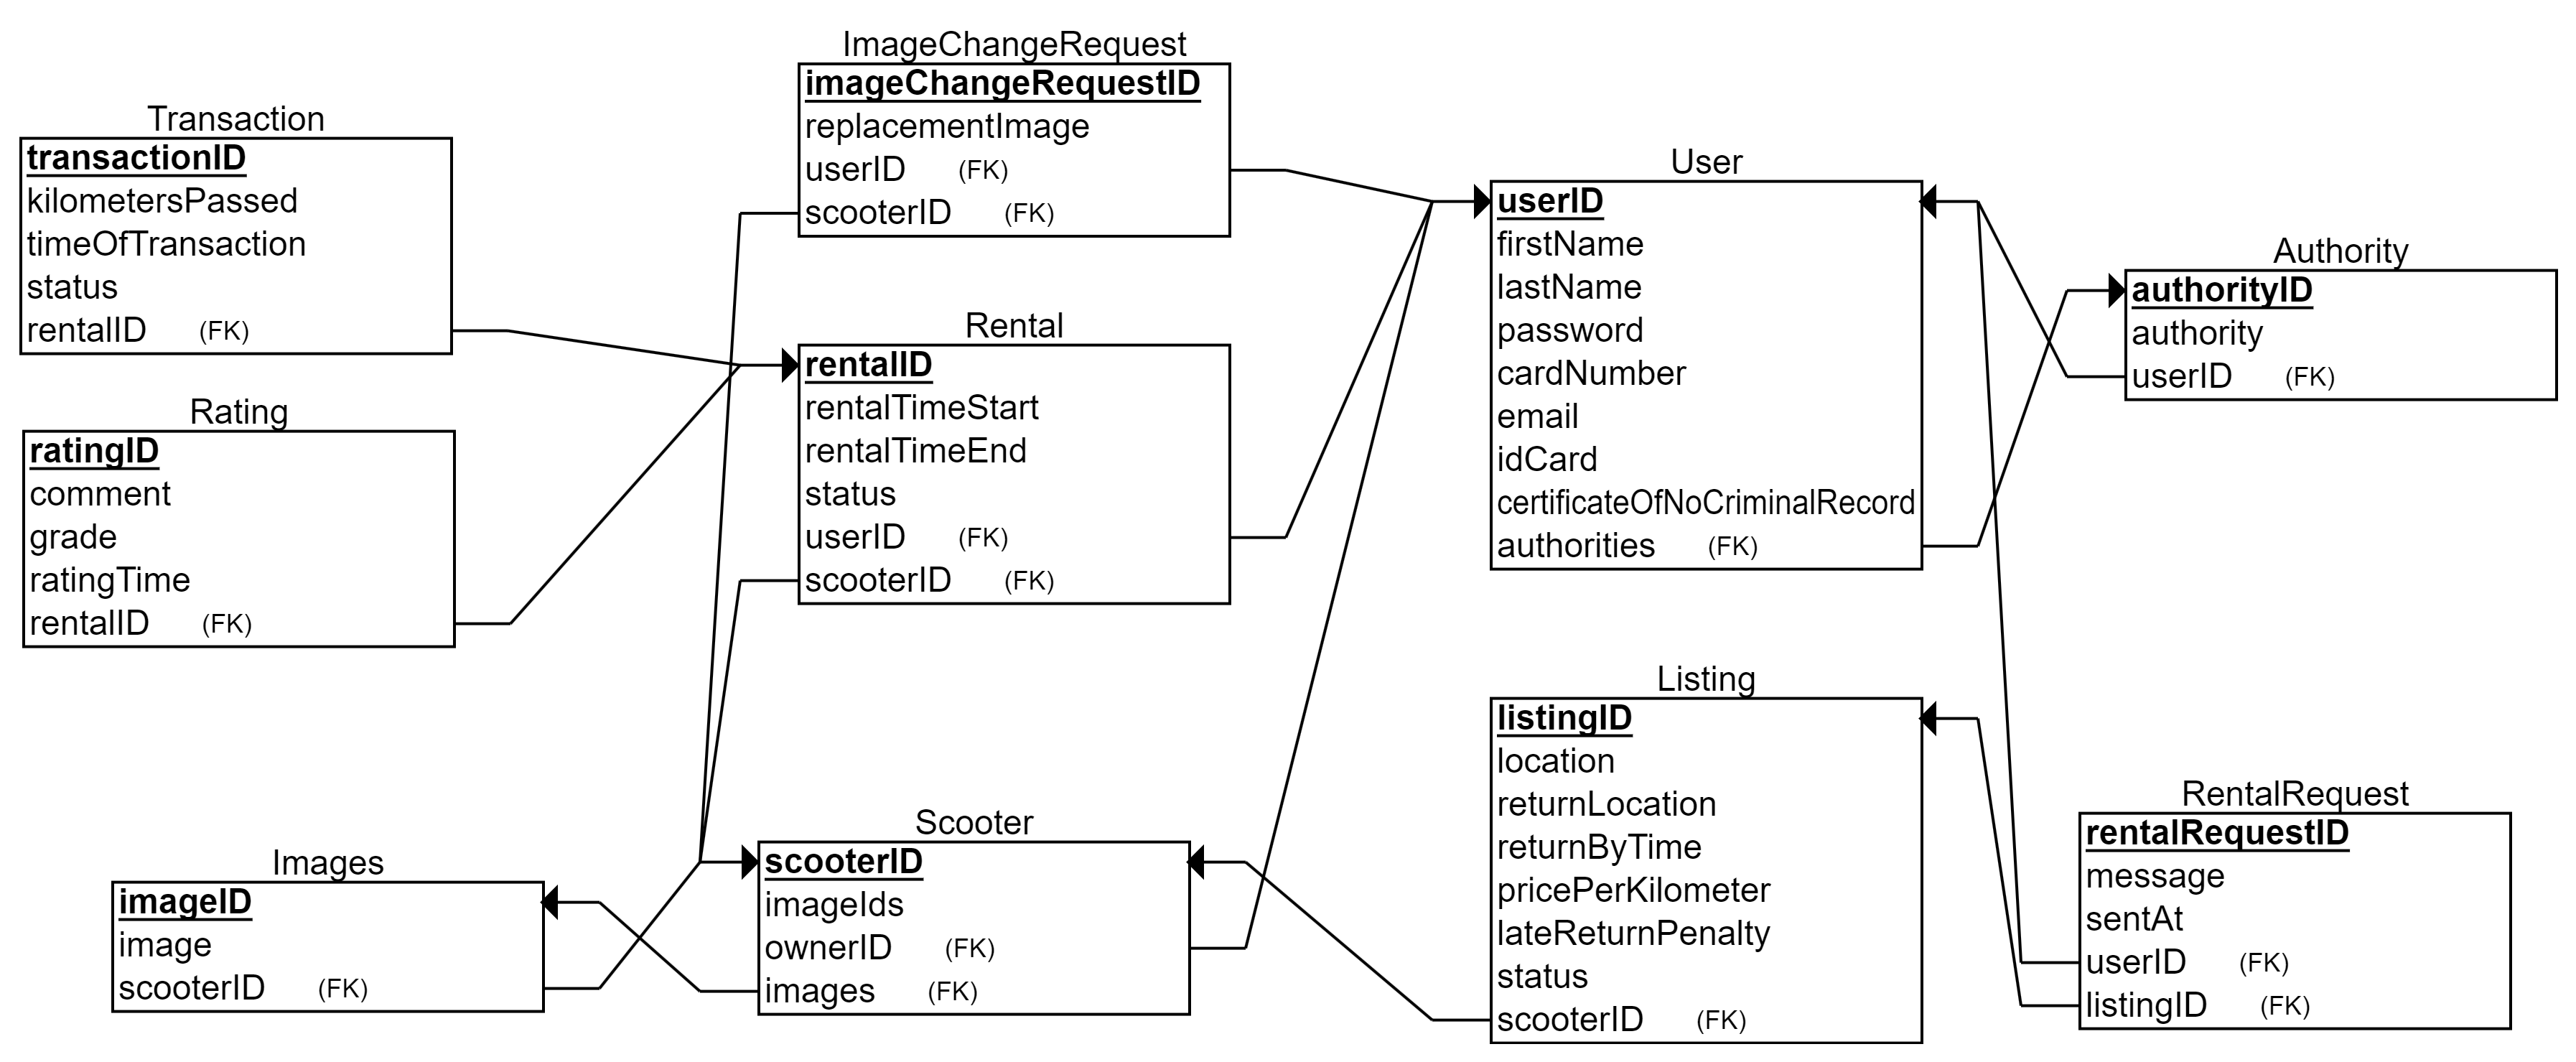 ImageChangeRequest
imageChangeRequestID
replacementImage
userID (FK)
scooterID (FK)
Transaction
transactionID
kilometersPassed
timeOfTransaction
status
rentalID (FK)
User
userID
firstName
lastName
password
cardNumber
email
idCard
certificateOfNoCriminalRecord
authorities (FK)
Authority
authorityID
authority
userID (FK)
Rental
rentalID
rentalTimeStart
rentalTimeEnd
status
userID (FK)
scooterID (FK)
Rating
ratingID
comment
grade
ratingTime
rentalID (FK)
Listing
listingID
location
returnLocation
returnByTime
pricePerKilometer
lateReturnPenalty
status
scooterID (FK)
RentalRequest
rentalRequestID
message
sentAt
userID (FK)
listingID (FK)
Scooter
scooterID
imageIds
ownerID (FK)
images (FK)
Images
imageID
image
scooterID (FK)